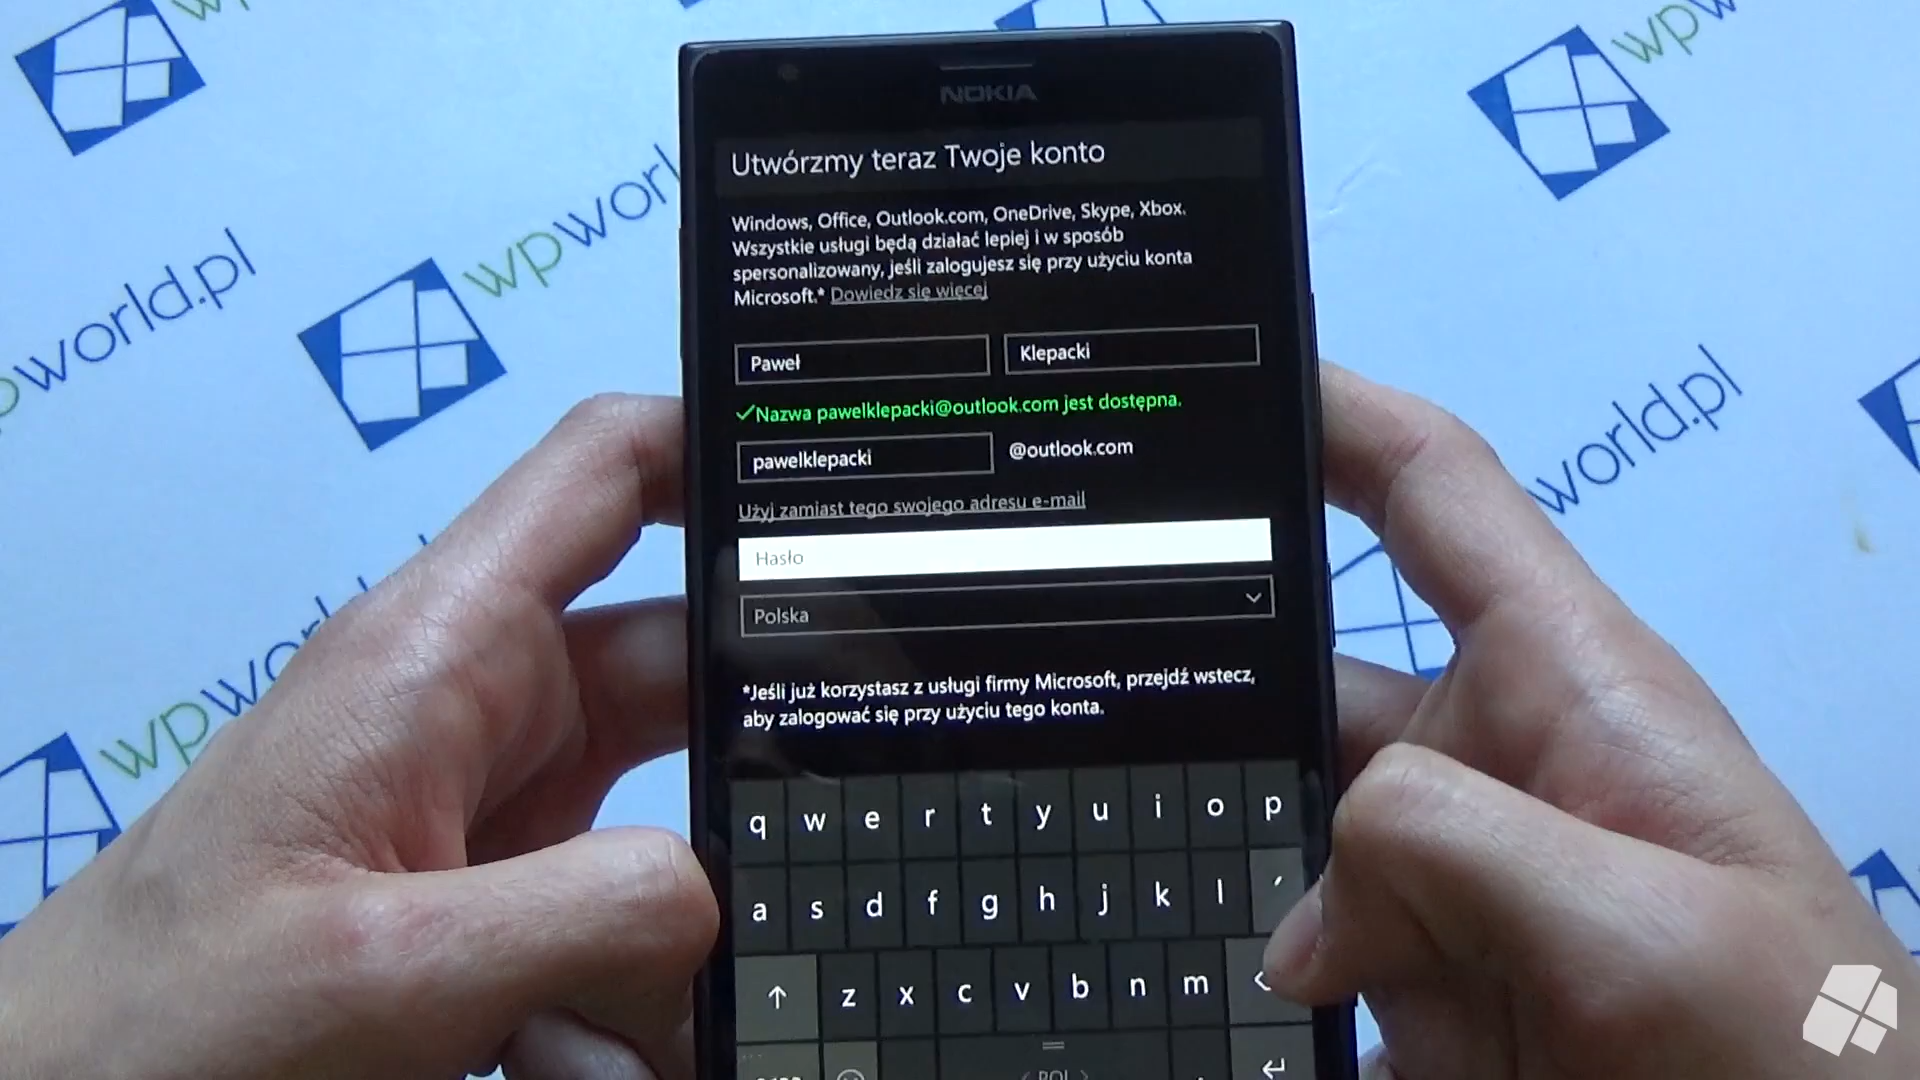 wpworld.pl
wpworld.pl
world.pl
NOKIA
Utwórzmy teraz Twoje konto
Windows, Office, Outlook.com, OneDrive, Skype, Xbox.
Wszystkie usługi będą działać lepiej i w sposób
spersonalizowany, jeśli zalogujesz się przy użyciu konta
Microsoft.* Dowiedz się więcej
Paweł Klepacki
✓Nazwa pawelklepacki@outlook.com jest dostępna.
pawelklepacki @outlook.com
Użyj zamiast tego swojego adresu e-mail
Hasło
Polska
*Jeśli już korzystasz z usługi firmy Microsoft, przejdź wstecz,
aby zalogować się przy użyciu tego konta.
q w e r t y u i o p
a s d f g h j k l ‘
z x c v b n m
POL